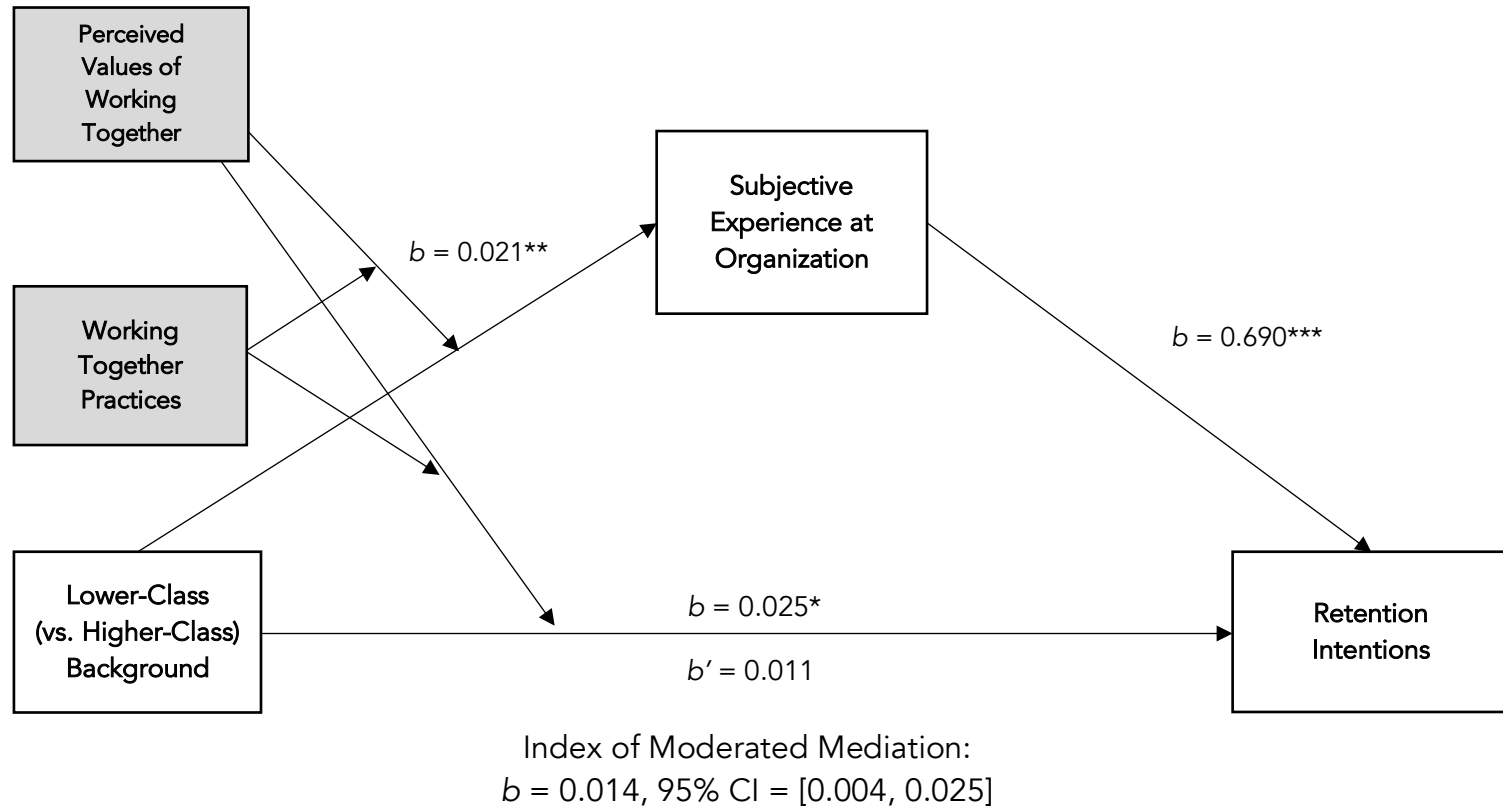 Perceived
Values of
Working
Together
Subjective
Experience at
Organization
b = 0.021**
Working
Together
Practices
b = 0.690***
Lower-Class
(vs. Higher-Class)
Background
b = 0.025*
b′ = 0.011
Retention
Intentions
Index of Moderated Mediation:
b = 0.014, 95% CI = [0.004, 0.025]